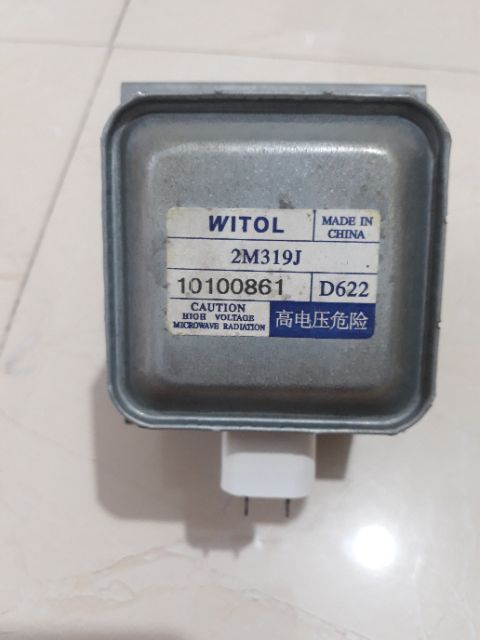 WITOL
MADE IN
CHINA
2M319J
10100861
D622
CAUTION
HIGH VOLTAGE
MICROWAVE RADIATION
高电压危险